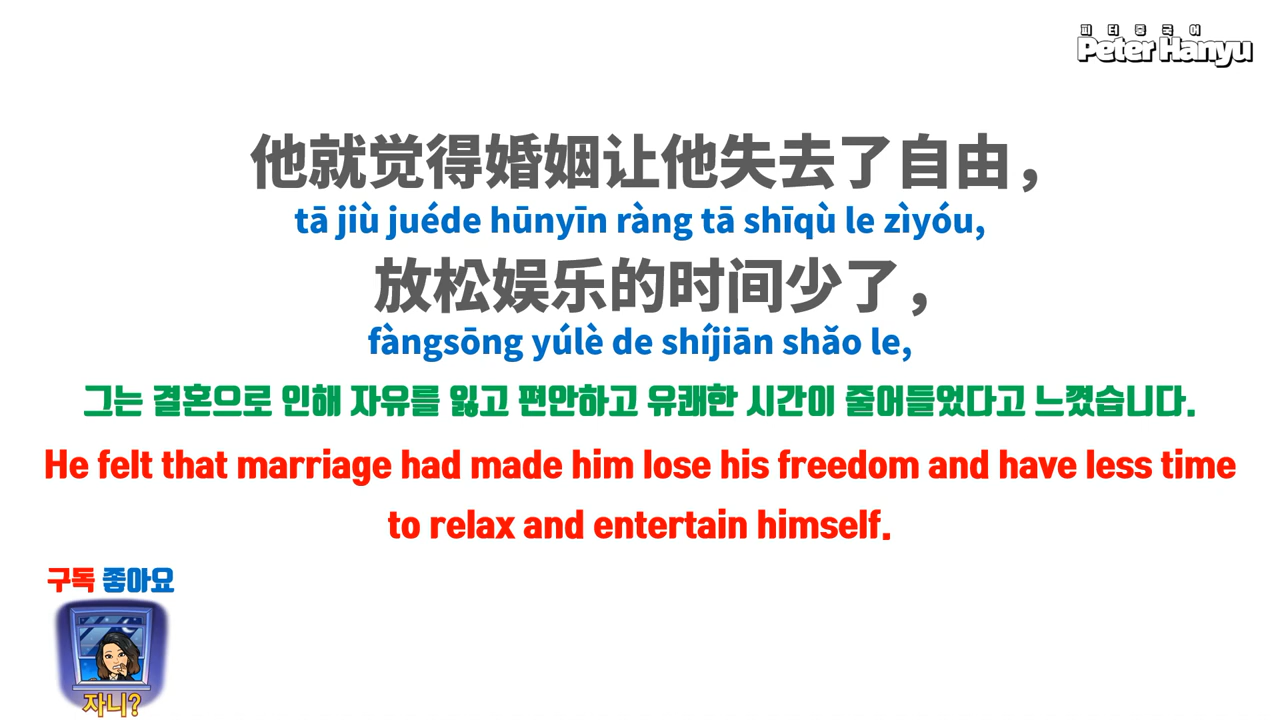 피터중국어
Peter Hanyu
他就觉得婚姻让他失去了自由，
tā jiù juéde hūnyīn ràng tā shīqù le zìyóu,
放松娱乐的时间少了，
fàngsōng yúlè de shíjiān shǎo le,
그는 결혼으로 인해 자유를 잃고 편안하고 유쾌한 시간이 줄어들었다고 느꼈습니다.
He felt that marriage had made him lose his freedom and have less time
to relax and entertain himself.
구독 좋아요
자니?